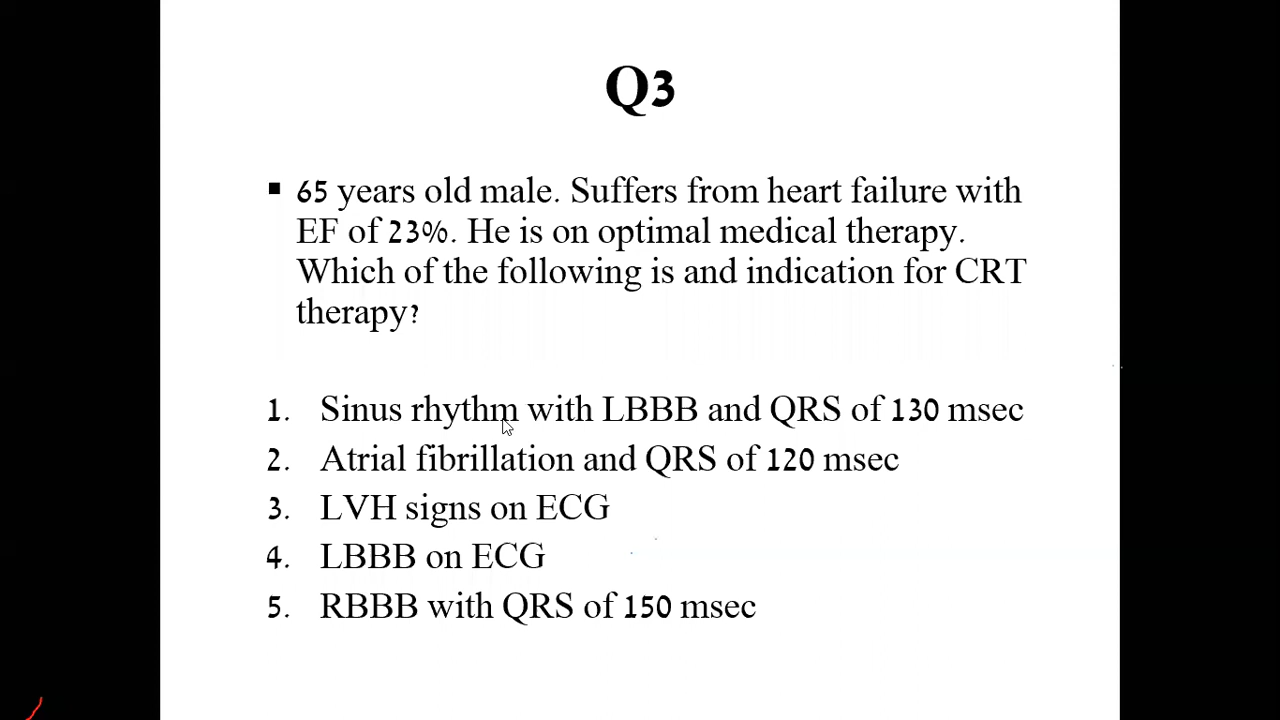 Q3
▪ 65 years old male. Suffers from heart failure with
EF of 23%. He is on optimal medical therapy.
Which of the following is and indication for CRT
therapy?
1. Sinus rhythm with LBBB and QRS of 130 msec
2. Atrial fibrillation and QRS of 120 msec
3. LVH signs on ECG
4. LBBB on ECG
5. RBBB with QRS of 150 msec